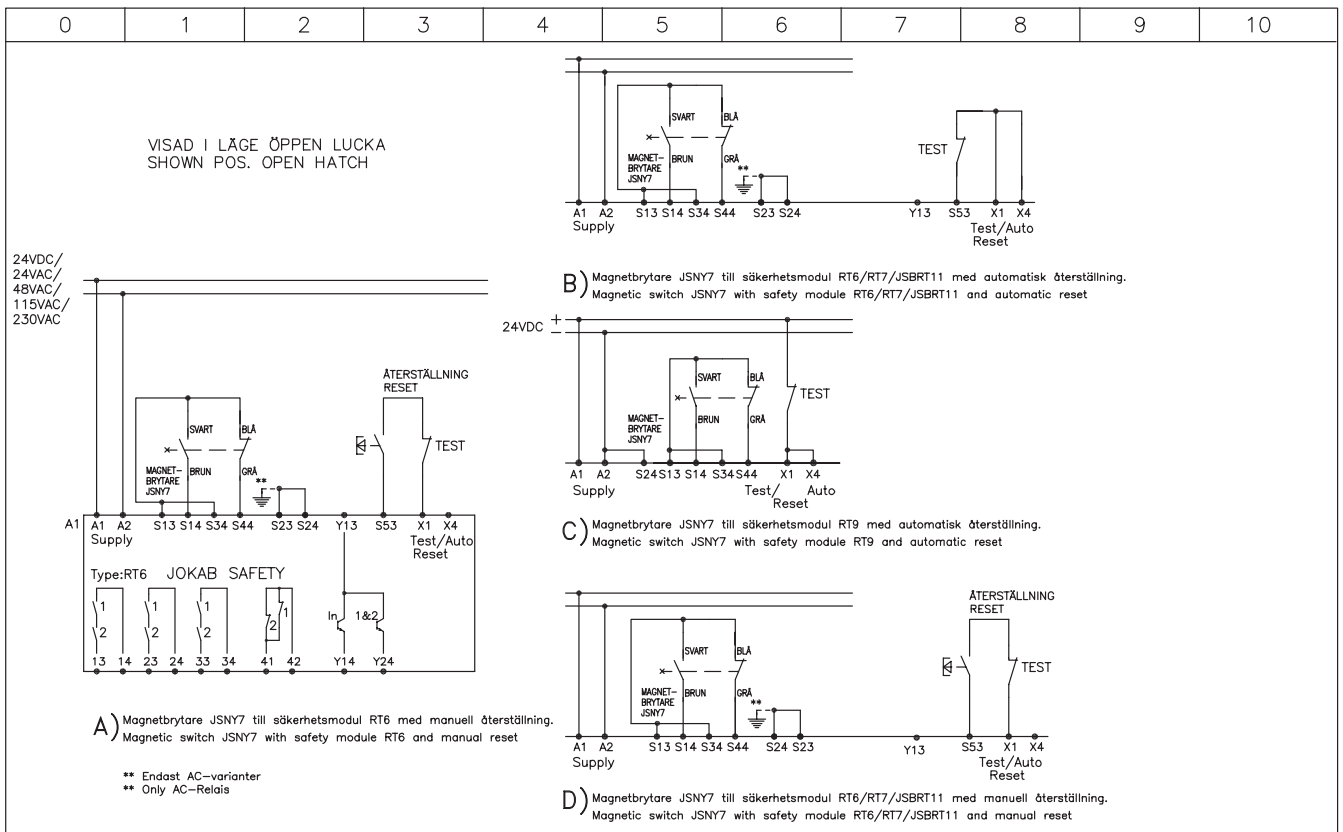 0 1 2 3 4 5 6 7 8 9 10
VISAD I LÄGE ÖPPEN LUCKA
SHOWN POS. OPEN HATCH
24VDC/
24VAC/
48VAC/
115VAC/
230VAC
ÅTERSTÄLLNING
RESET
SVART BLÅ
TEST
MAGNET-
BRYTARE
JSNY7
BRUN GRÅ
**
A1 A1 A2 S13 S14 S34 S44 S23 S24 Y13 S53 X1 X4
Supply Test/Auto
Reset
Type:RT6 JOKAB SAFETY
1 1 1 1 In 1&2
2 2 2 2
13 14 23 24 33 34 41 42 Y14 Y24
A) Magnetbrytare JSNY7 till säkerhetsmodul RT6 med manuell återställning.
Magnetic switch JSNY7 with safety module RT6 and manual reset
** Endast AC-varianter
** Only AC-Relais
SVART BLÅ
TEST
MAGNET-
BRYTARE
JSNY7
BRUN GRÅ
**
A1 A2 S13 S14 S34 S44 S23 S24 Y13 S53 X1 X4
Supply Test/Auto
Reset
B) Magnetbrytare JSNY7 till säkerhetsmodul RT6/RT7/JSBRT11 med automatisk återställning.
Magnetic switch JSNY7 with safety module RT6/RT7/JSBRT11 and automatic reset
24VDC + -
SVART BLÅ
TEST
MAGNET-
BRYTARE
JSNY7
BRUN GRÅ
A1 A2 S24 S13 S14 S34 S44 X1 X4
Supply Test/ Auto
Reset
C) Magnetbrytare JSNY7 till säkerhetsmodul RT9 med automatisk återställning.
Magnetic switch JSNY7 with safety module RT9 and automatic reset
ÅTERSTÄLLNING
RESET
SVART BLÅ
TEST
MAGNET-
BRYTARE
JSNY7
BRUN GRÅ
**
A1 A2 S13 S14 S34 S44 S24 S23 Y13 S53 X1 X4
Supply Test/Auto
Reset
D) Magnetbrytare JSNY7 till säkerhetsmodul RT6/RT7/JSBRT11 med manuell återställning.
Magnetic switch JSNY7 with safety module RT6/RT7/JSBRT11 and manual reset